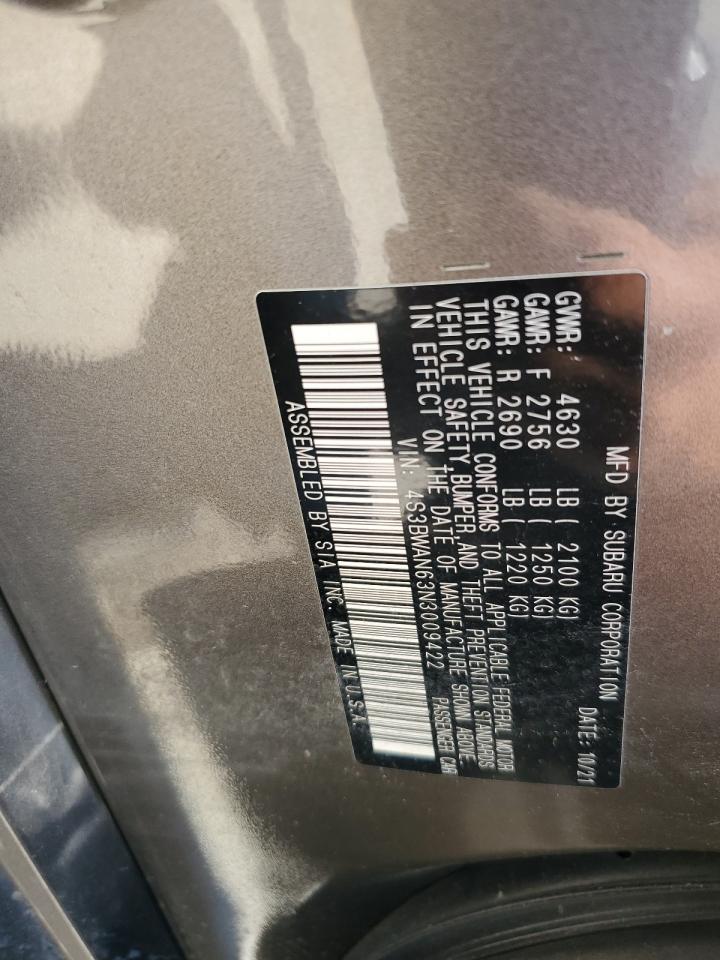 MFD BY SUBARU CORPORATION DATE: 10/21
GVWR: 4630 LB ( 2100 KG)
GAWR: F 2756 LB ( 1250 KG)
GAWR: R 2690 LB ( 1220 KG)
THIS VEHICLE CONFORMS TO ALL APPLICABLE FEDERAL MOTOR
VEHICLE SAFETY,BUMPER AND THEFT PREVENTION STANDARDS
IN EFFECT ON THE DATE OF MANUFACTURE SHOWN ABOVE
VIN: 4S3BWAN63N3009422 PASSENGER CAR
ASSEMBLED BY SIA INC. MADE IN U.S.A.